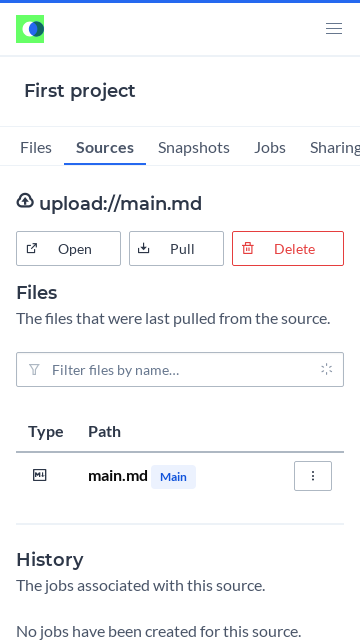 First project
Files Sources Snapshots Jobs Sharing
upload://main.md
Open Pull Delete
Files
The files that were last pulled from the source.
Filter files by name...
Type Path
main.md Main
History
The jobs associated with this source.
No jobs have been created for this source.